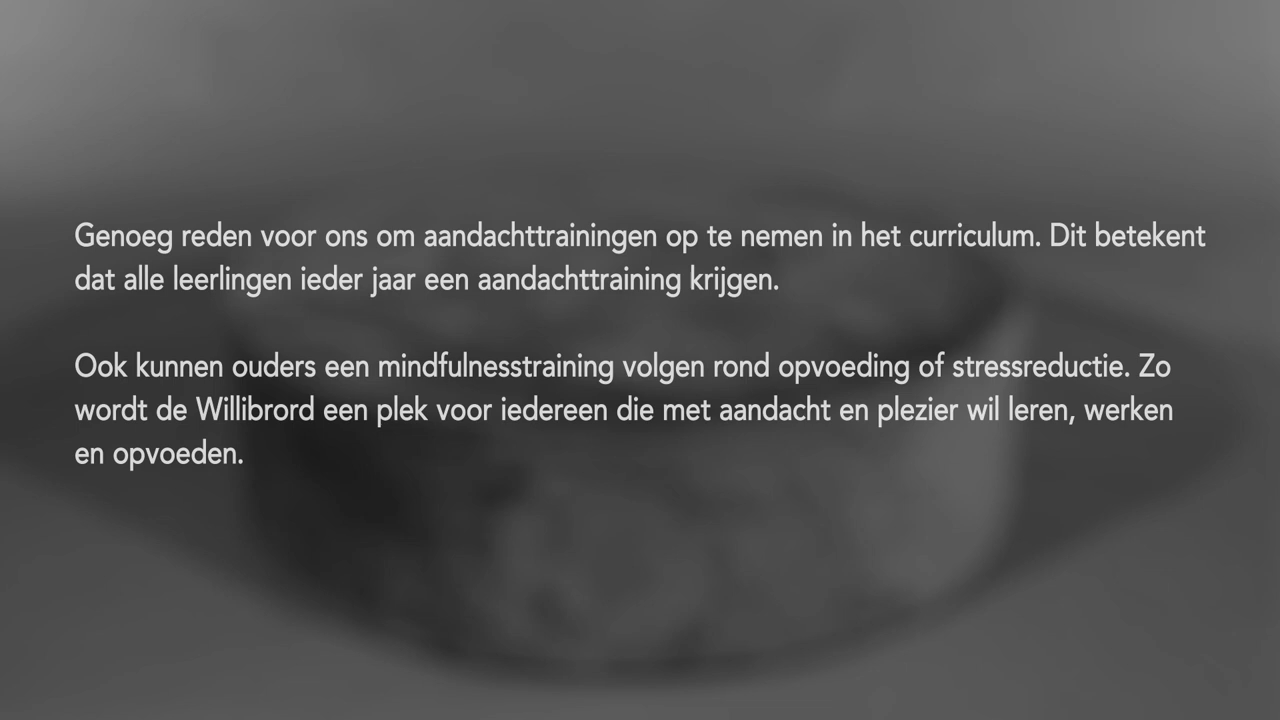 Genoeg reden voor ons om aandachttrainingen op te nemen in het curriculum. Dit betekent
dat alle leerlingen ieder jaar een aandachttraining krijgen.
Ook kunnen ouders een mindfulnesstraining volgen rond opvoeding of stressreductie. Zo
wordt de Willibrord een plek voor iedereen die met aandacht en plezier wil leren, werken
en opvoeden.